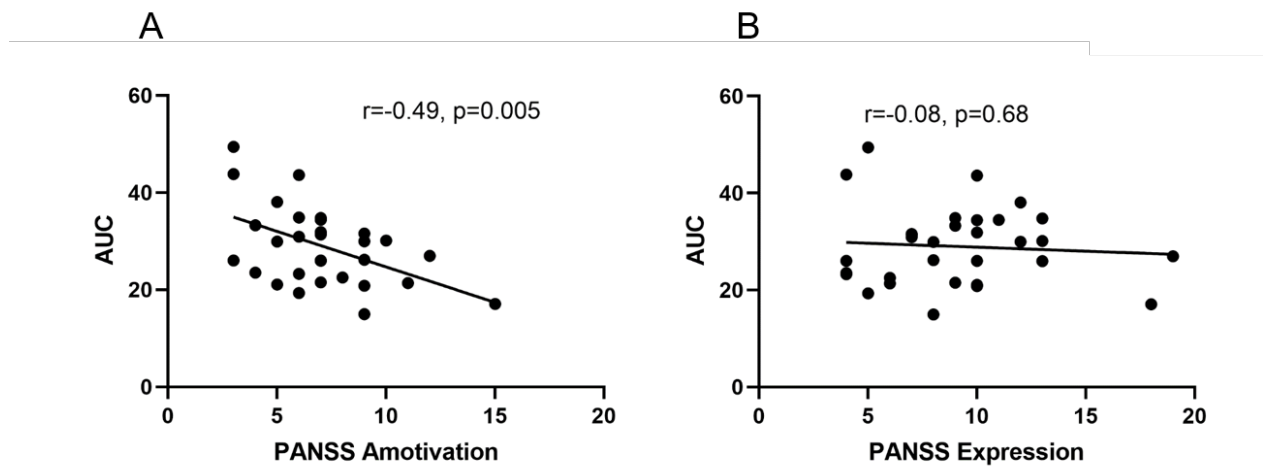 A
B
r=-0.49, p=0.005
r=-0.08, p=0.68
60
40
20
0
AUC
0 5 10 15 20
PANSS Amotivation
60
40
20
0
AUC
0 5 10 15 20
PANSS Expression